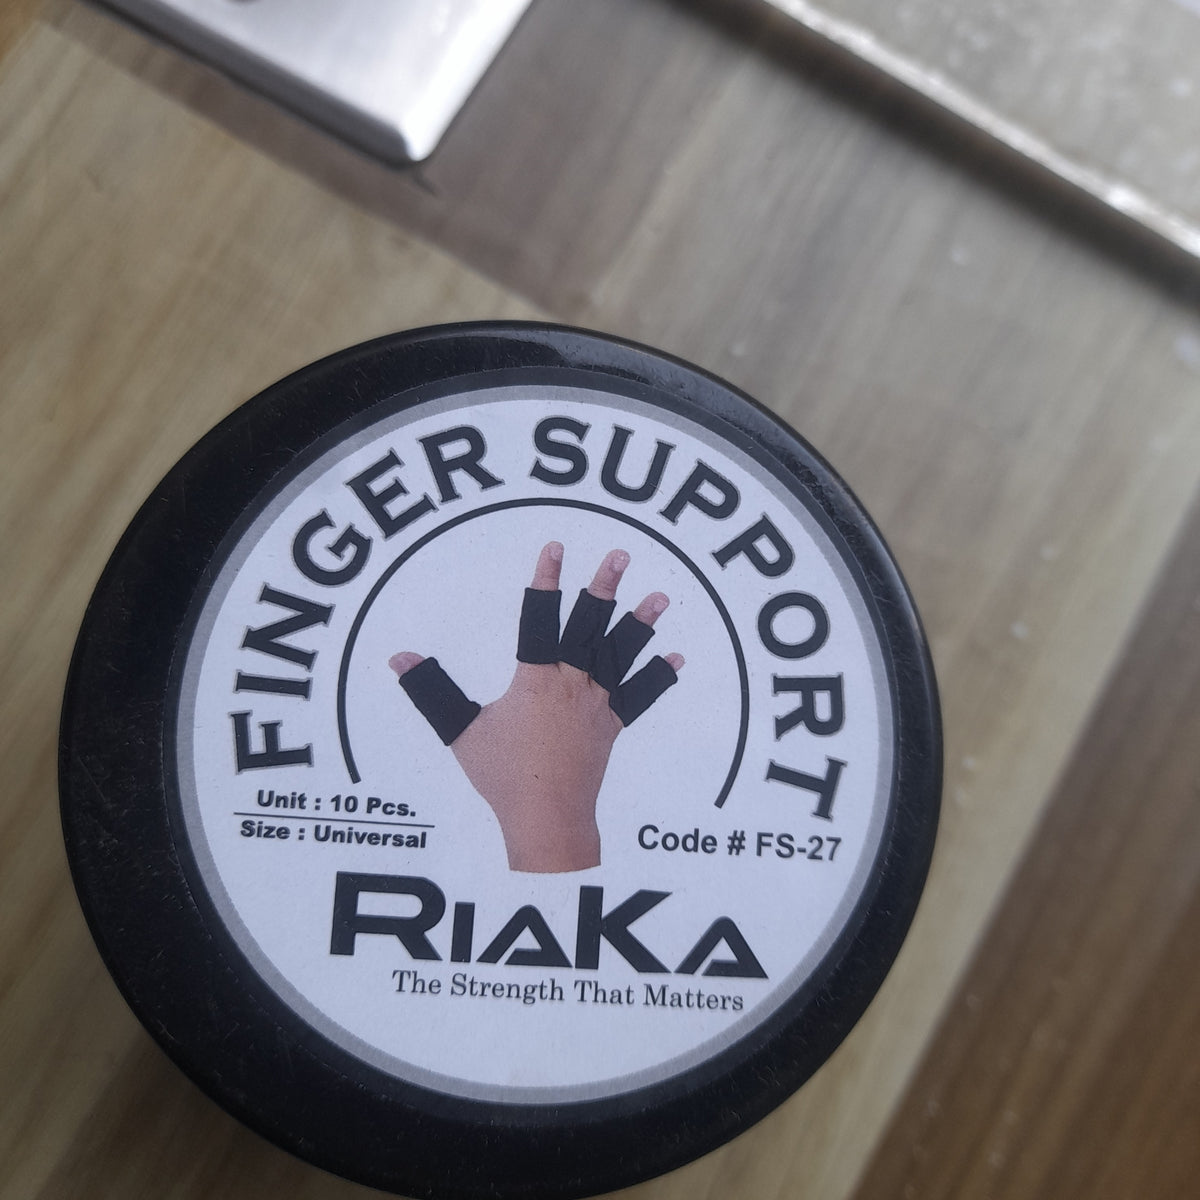 FINGER SUPPORT
Unit : 10 Pcs.
Size : Universal
Code # FS-27
RIAKA
The Strength That Matters